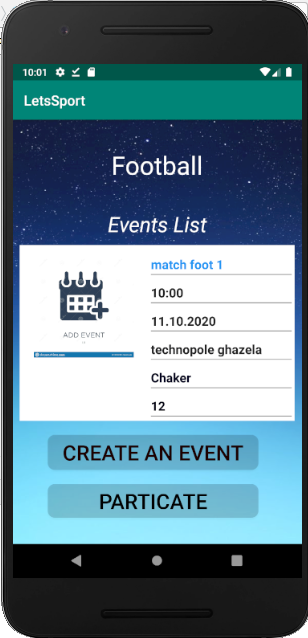 10:01
LetsSport
Football
Events List
match foot 1
10:00
11.10.2020
technopole ghazela
Chaker
12
ADD EVENT
CREATE AN EVENT
PARTICATE